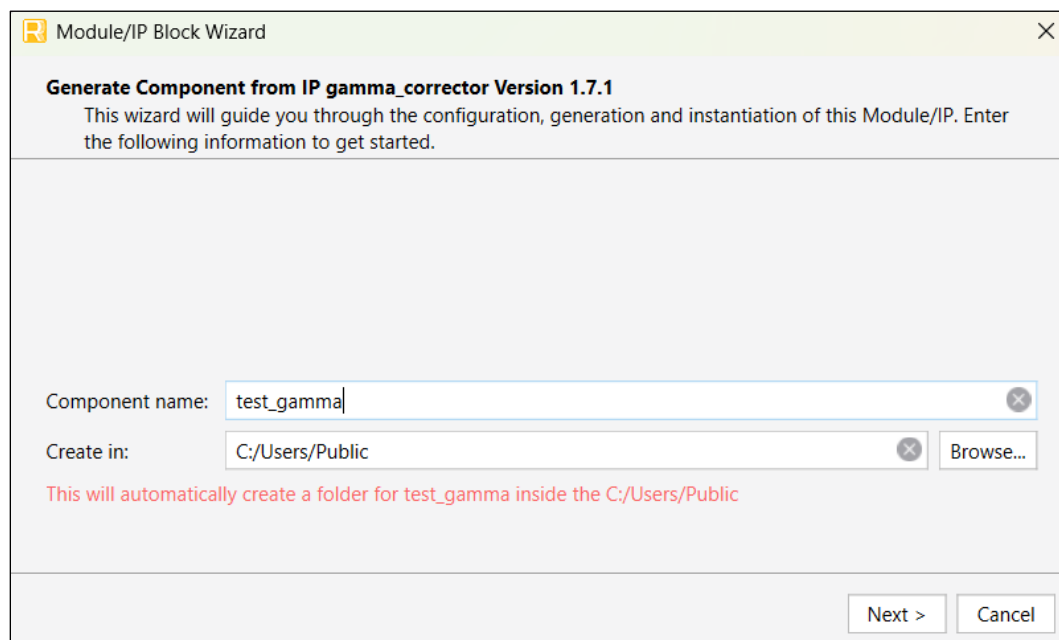 Module/IP Block Wizard
Generate Component from IP gamma_corrector Version 1.7.1
This wizard will guide you through the configuration, generation and instantiation of this Module/IP. Enter
the following information to get started.
Component name: test_gamma
Create in: C:/Users/Public Browse...
This will automatically create a folder for test_gamma inside the C:/Users/Public
Next > Cancel